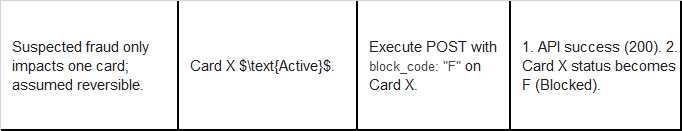 Suspected fraud only
impacts one card;
assumed reversible.
Card X $\text{Active}$.
Execute POST with
block_code: "F" on
Card X.
1. API success (200). 2.
Card X status becomes
F (Blocked).